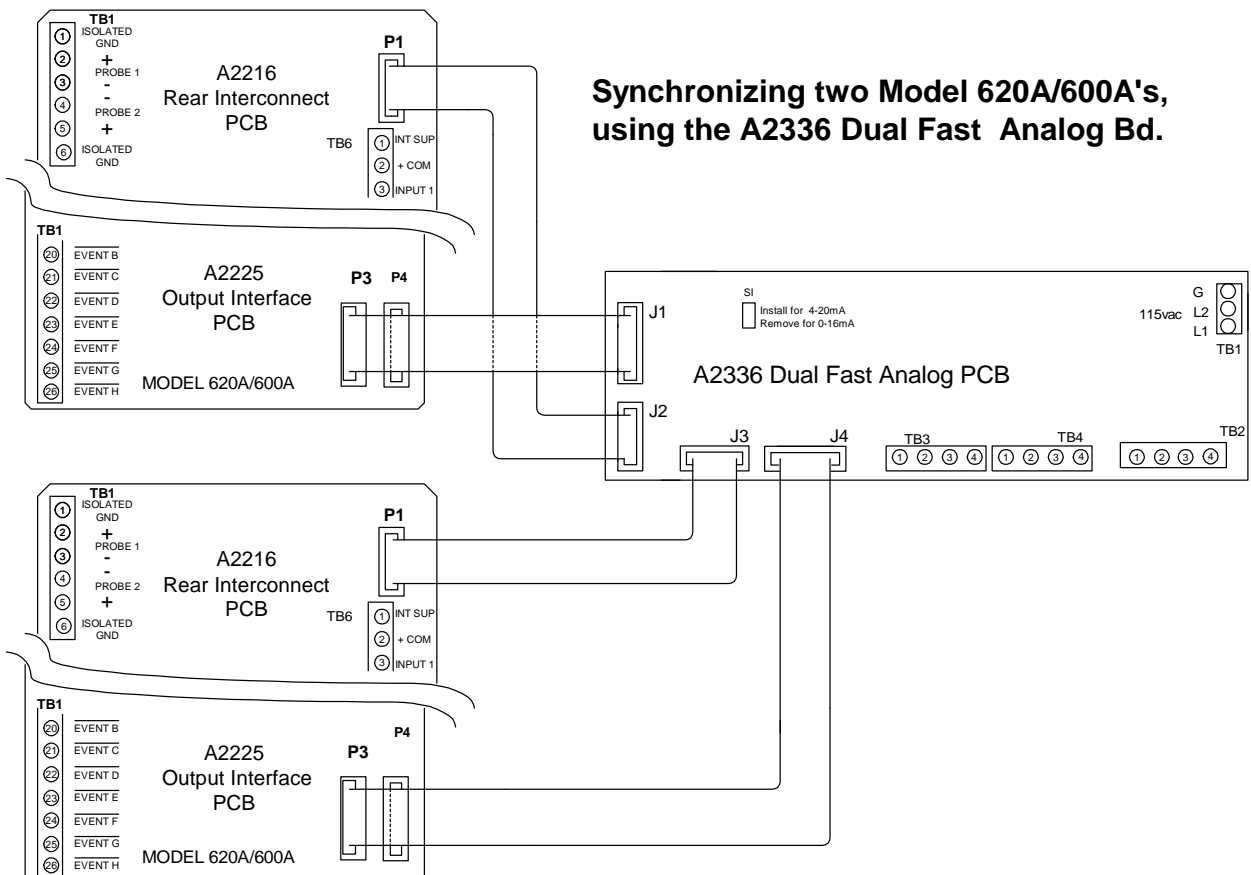 Synchronizing two Model 620A/600A's,
using the A2336 Dual Fast Analog Bd.
TB1
1 ISOLATED
GND
2 +
PROBE 1
3 -
4 -
PROBE 2
5 +
6 ISOLATED
GND
A2216
Rear Interconnect
PCB
P1
TB6
1 INT SUP
2 + COM
3 INPUT 1
TB1
20 EVENT B
21 EVENT C
22 EVENT D
23 EVENT E
24 EVENT F
25 EVENT G
26 EVENT H
A2225
Output Interface
PCB
MODEL 620A/600A
P3 P4
J1
J2
SI
Install for 4-20mA
Remove for 0-16mA
A2336 Dual Fast Analog PCB
115vac
G
L2
L1
TB1
J3
J4
TB3
1 2 3 4
TB4
1 2 3 4
TB2
1 2 3 4
TB1
1 ISOLATED
GND
2 +
PROBE 1
3 -
4 -
PROBE 2
5 +
6 ISOLATED
GND
A2216
Rear Interconnect
PCB
P1
TB6
1 INT SUP
2 + COM
3 INPUT 1
TB1
20 EVENT B
21 EVENT C
22 EVENT D
23 EVENT E
24 EVENT F
25 EVENT G
26 EVENT H
A2225
Output Interface
PCB
MODEL 620A/600A
P3
P4